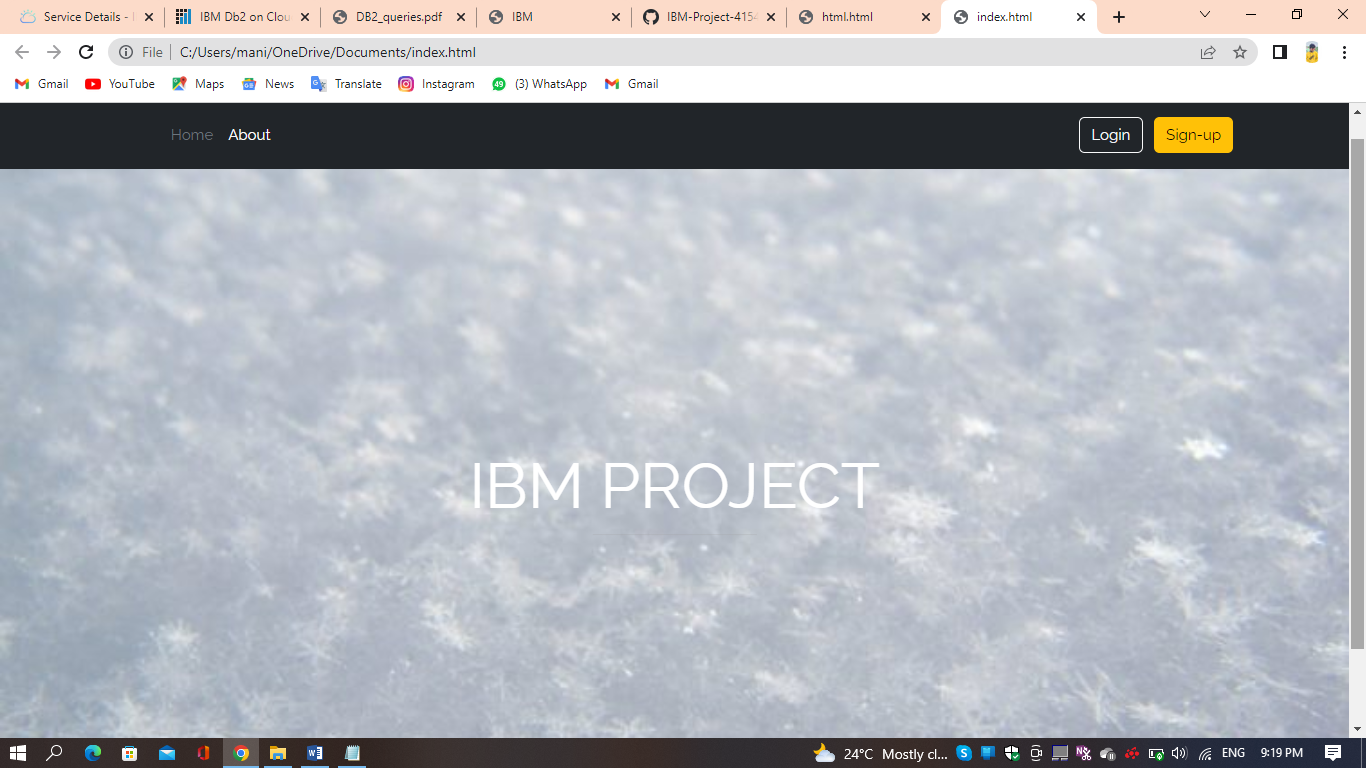 Service Details - IBM Db2 on Clou DB2_queries.pdf IBM IBM-Project-4154 html.html index.html
File C:/Users/mani/OneDrive/Documents/index.html
Gmail YouTube Maps News Translate Instagram 49 (3) WhatsApp Gmail
Home About Login Sign-up
IBM PROJECT
24°C Mostly cl... ENG 9:19 PM